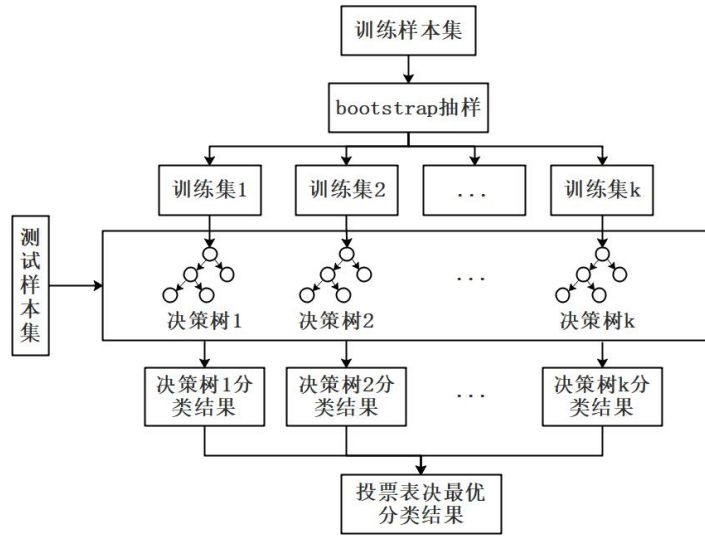 训练样本集
bootstrap抽样
训练集1
训练集2
...
训练集k
测试样本集
决策树1
决策树2
...
决策树k
决策树1分
类结果
决策树2分
类结果
...
决策树k分
类结果
投票表决最优
分类结果